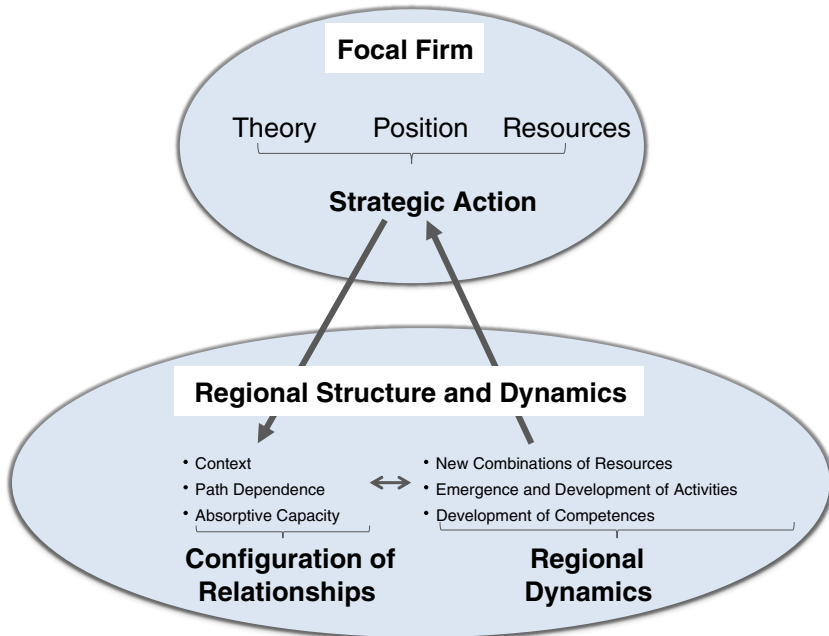 Focal Firm
Theory Position Resources
Strategic Action
Regional Structure and Dynamics
• Context
• Path Dependence
• Absorptive Capacity
Configuration of
Relationships
• New Combinations of Resources
• Emergence and Development of Activities
• Development of Competences
Regional
Dynamics